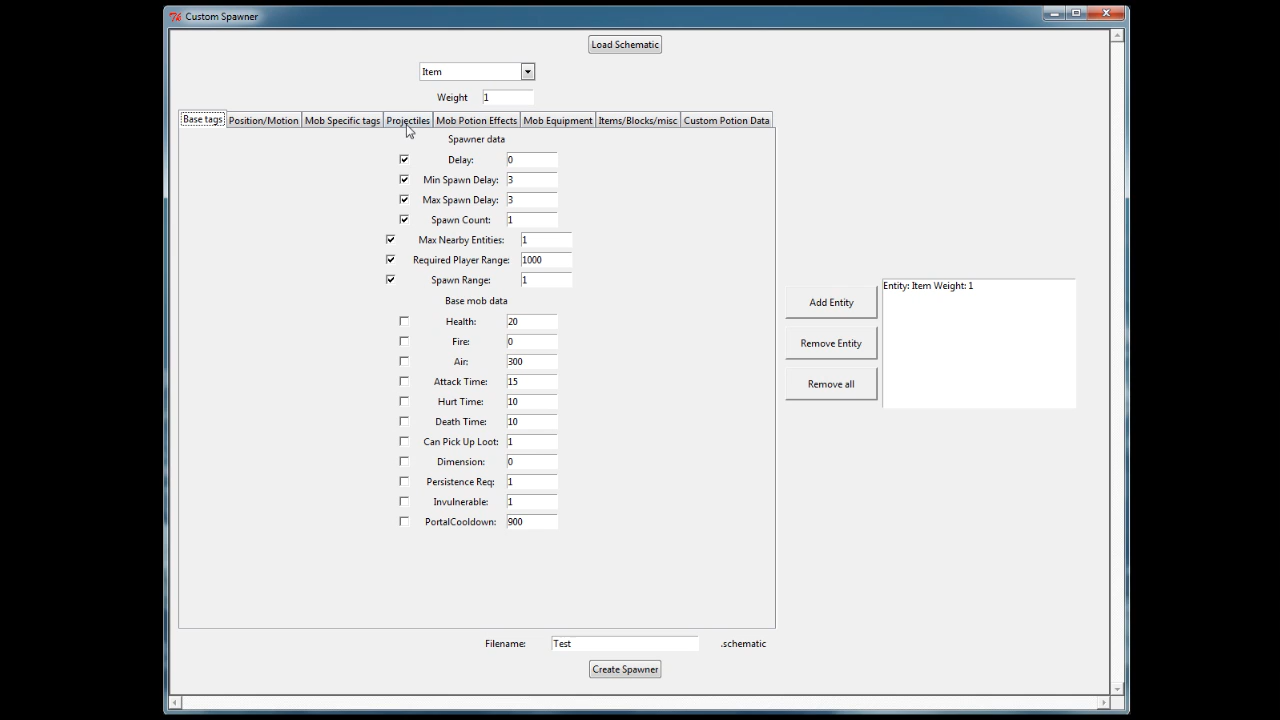 Custom Spawner
Load Schematic
Item
Weight 1
Base tags Position/Motion Mob Specific tags Projectiles Mob Potion Effects Mob Equipment Items/Blocks/misc Custom Potion Data
Spawner data
Delay: 0
Min Spawn Delay: 3
Max Spawn Delay: 3
Spawn Count: 1
Max Nearby Entities: 1
Required Player Range: 1000
Spawn Range: 1
Base mob data
Health: 20
Fire: 0
Air: 300
Attack Time: 15
Hurt Time: 10
Death Time: 10
Can Pick Up Loot: 1
Dimension: 0
Persistence Req: 1
Invulnerable: 1
PortalCooldown: 900
Add Entity
Remove Entity
Remove all
Entity: Item Weight: 1
Filename: Test .schematic
Create Spawner